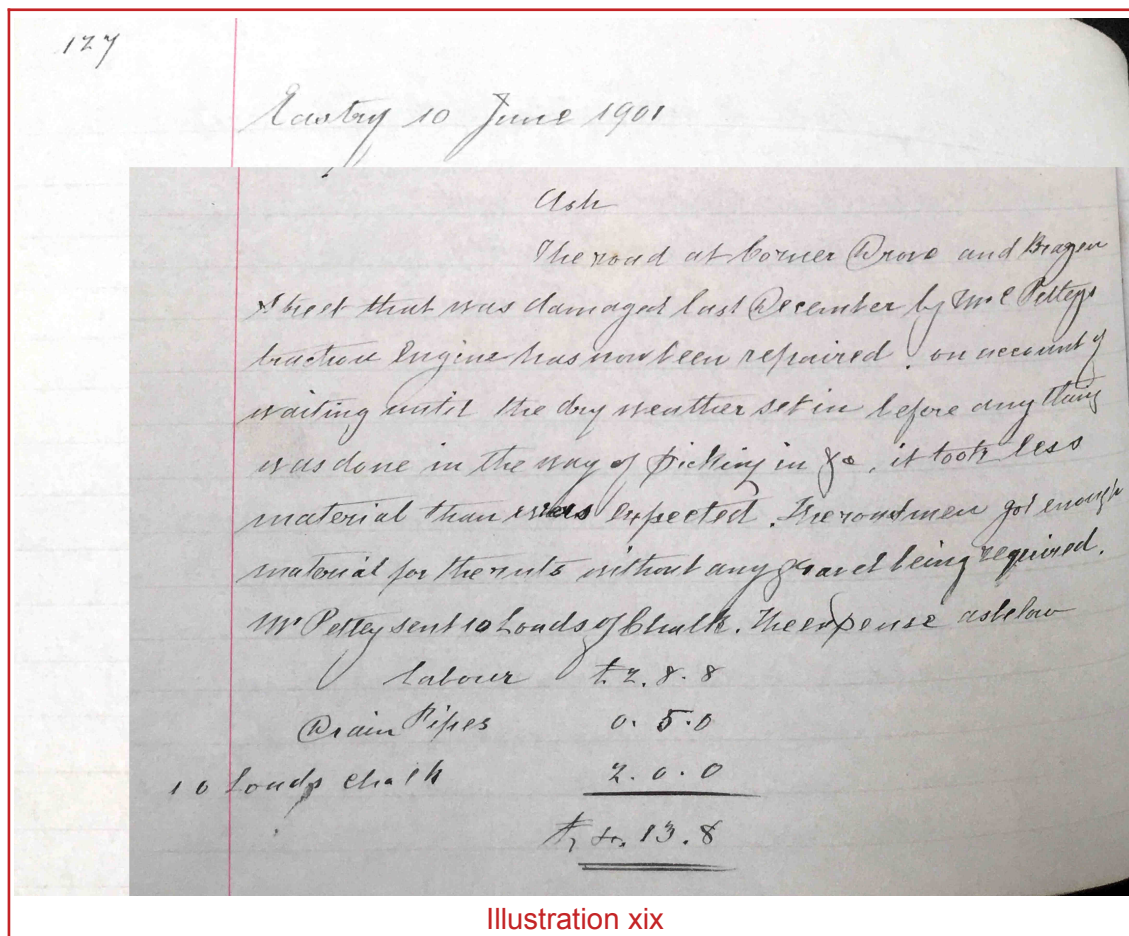 127
Eastry 10 June 1901
Ash
The road at Corner Drove and Brazen
Street that was damaged last December by Mr C Petleys
traction Engine has now been repaired. on account of
waiting until the dry weather set in before any thing
was done in the way of picking in &c, it took less
material than was expected. The roadmen got enough
material for the ruts without any gravel being required.
Mr Petley sent 10 Loads of Chalk. The expense as below
labour £2.8.8
Drain Pipes 0.5.0
10 Loads chalk 2.0.0
£4.13.8
Illustration xix